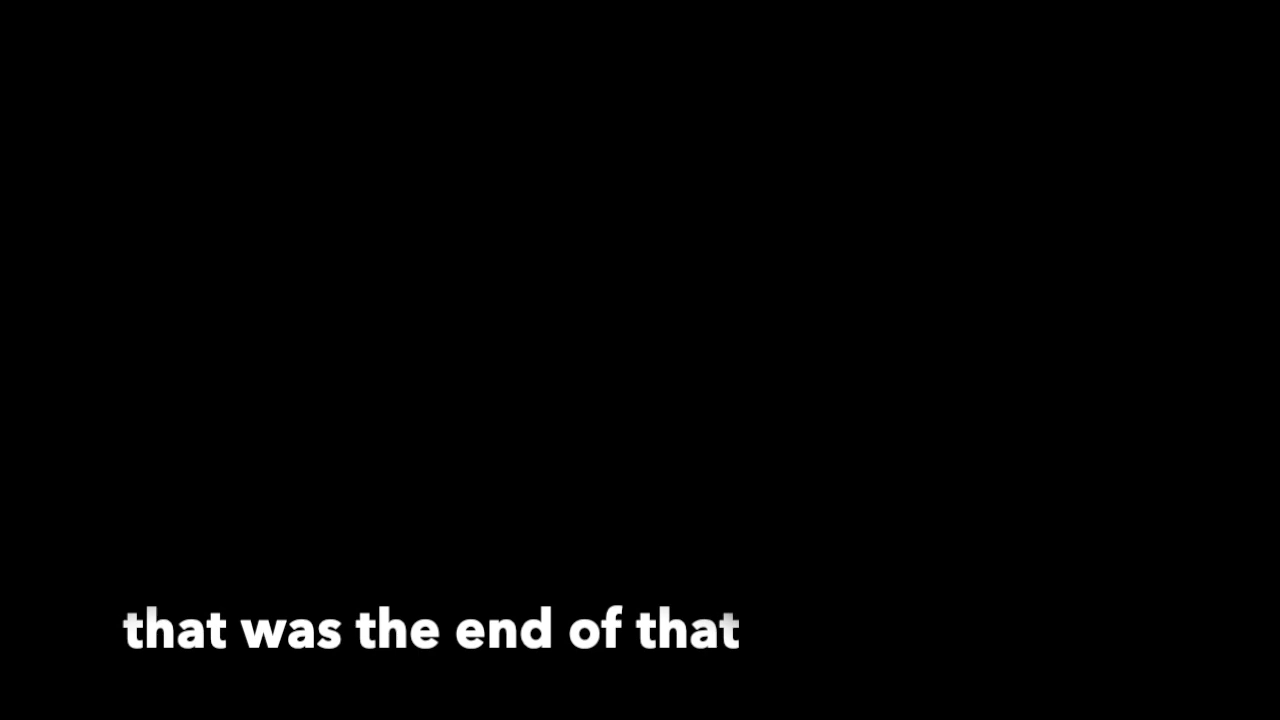 that was the end of that